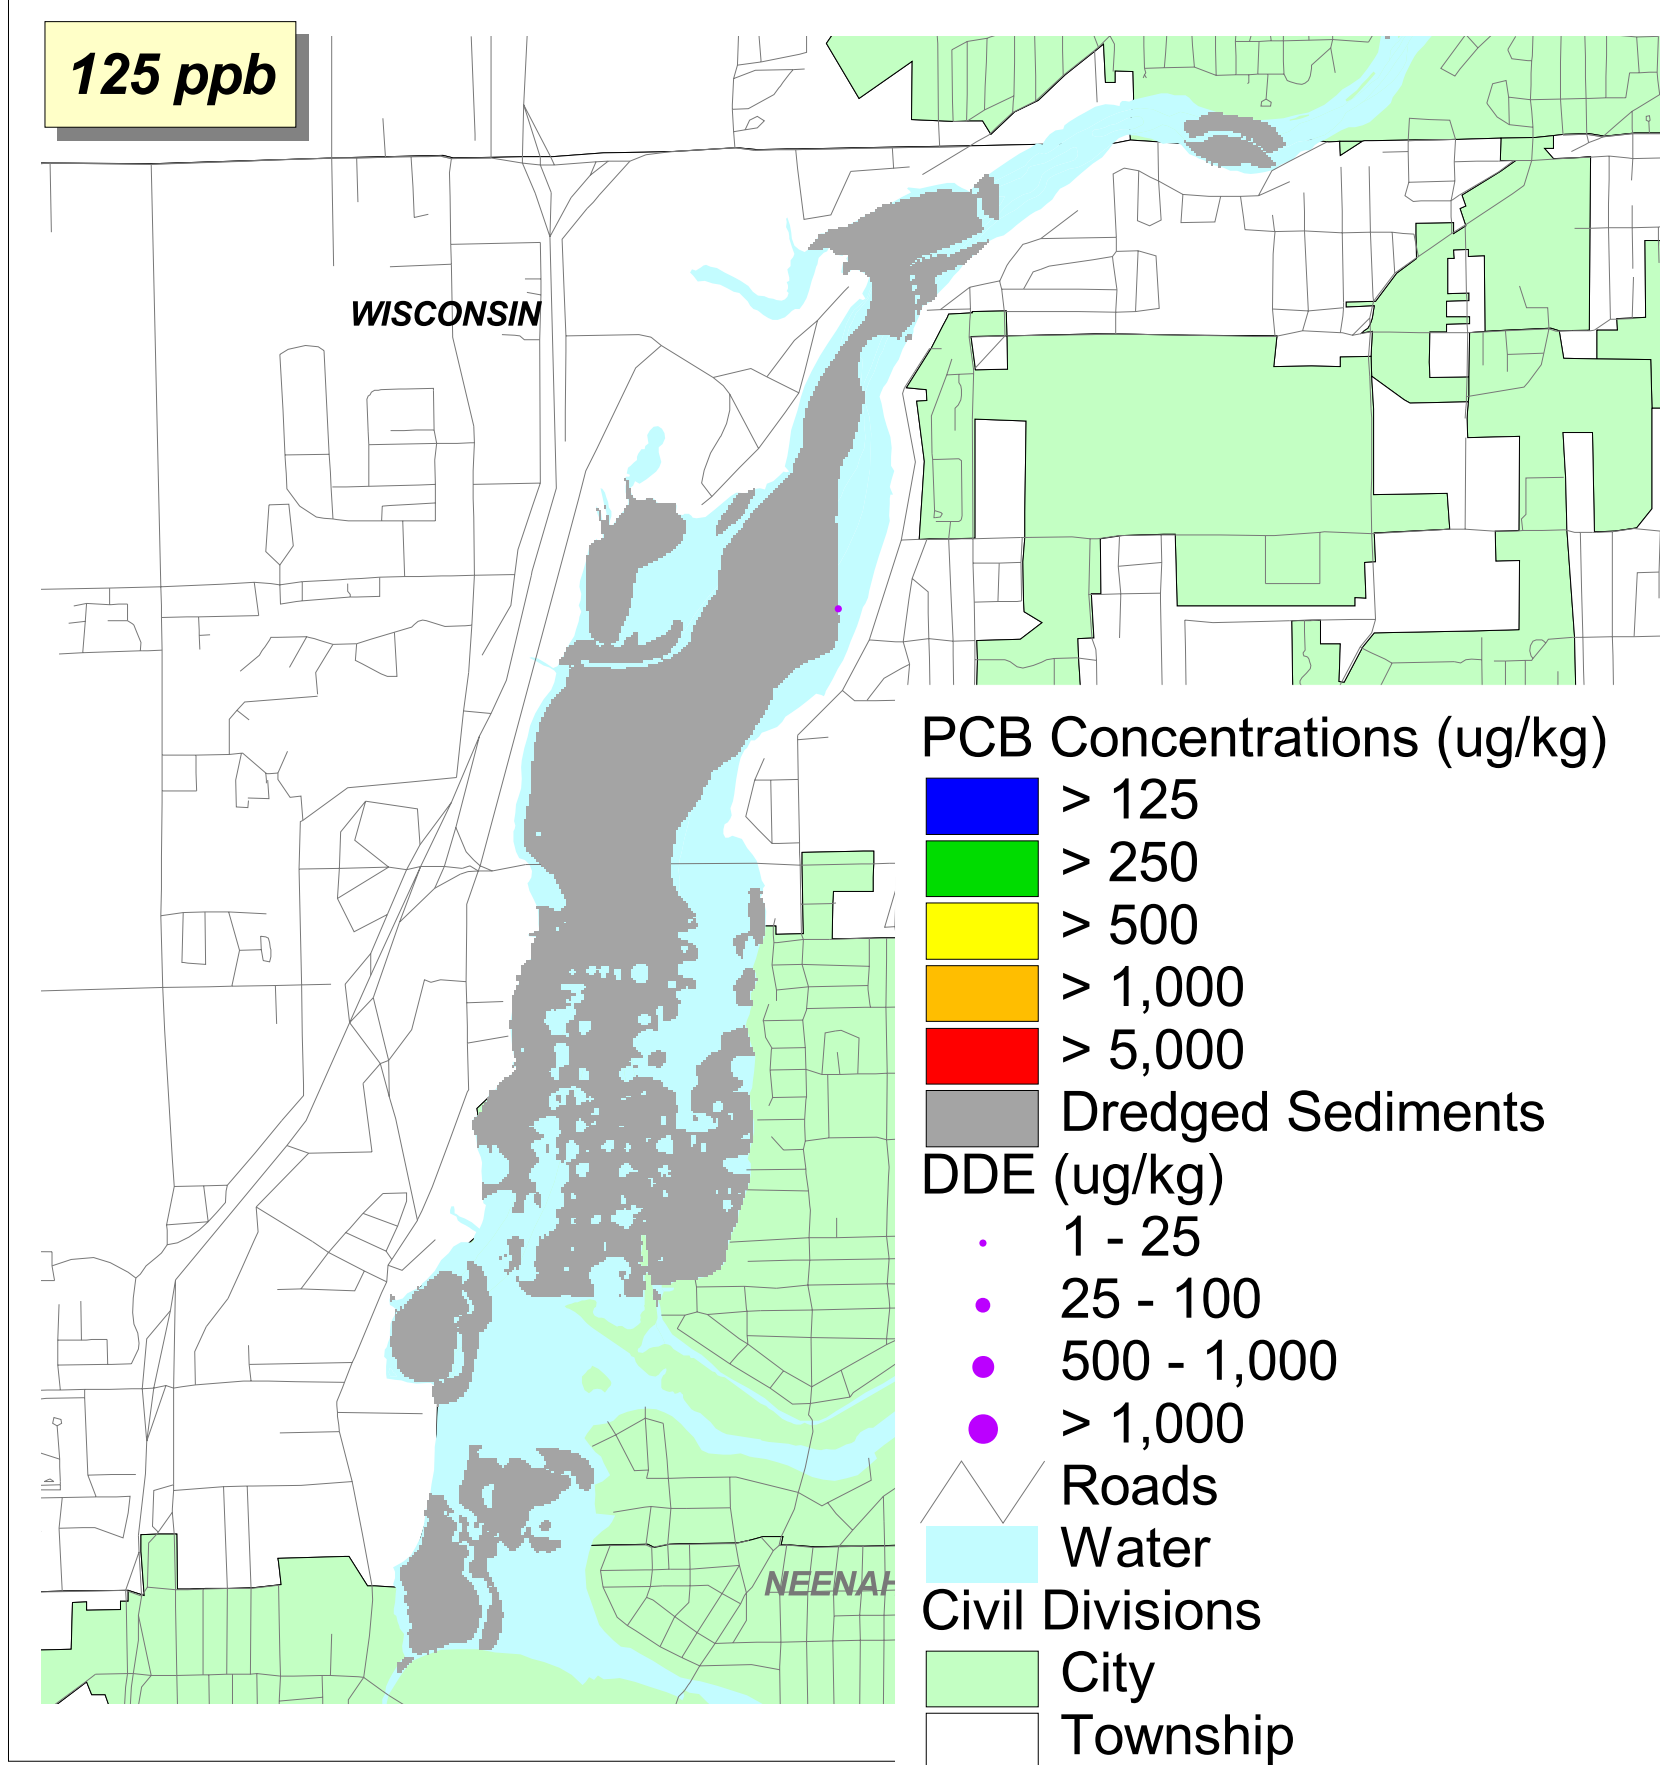 125 ppb
WISCONSIN
PCB Concentrations (ug/kg)
> 125
> 250
> 500
> 1,000
> 5,000
Dredged Sediments
DDE (ug/kg)
1 - 25
25 - 100
500 - 1,000
> 1,000
Roads
Water
NEENAH
Civil Divisions
City
Township